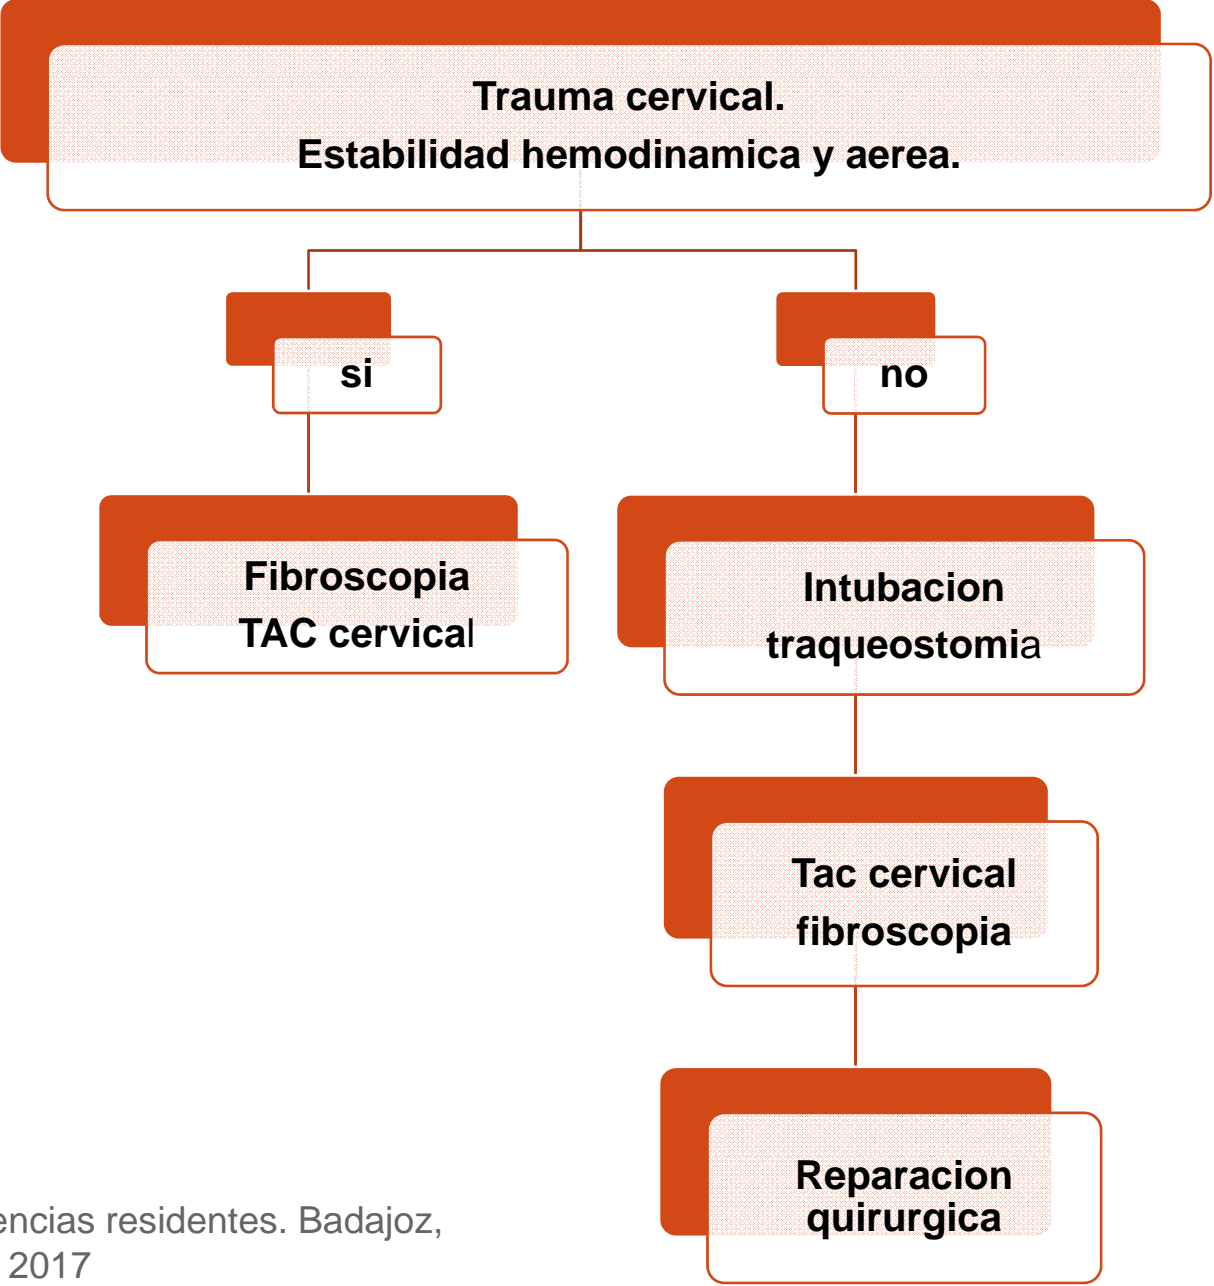 Trauma cervical.
Estabilidad hemodinamica y aerea.
si
no
Fibroscopia
TAC cervical
Intubacion
traqueostomia
Tac cervical
fibroscopia
Reparacion
quirurgica
residentes. Badajoz,
2017